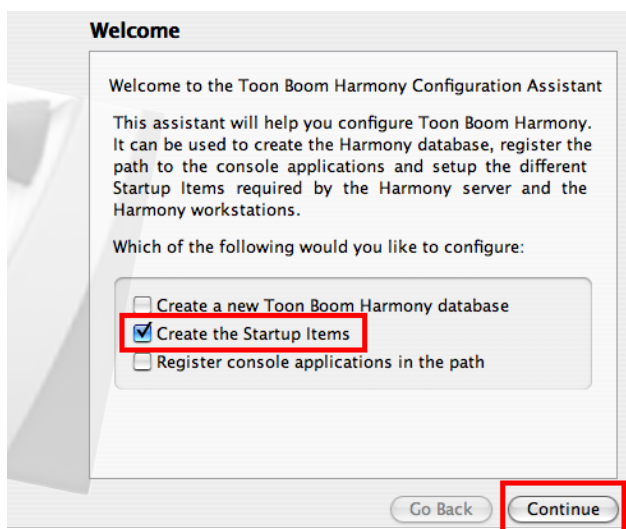 Welcome
Welcome to the Toon Boom Harmony Configuration Assistant
This assistant will help you configure Toon Boom Harmony.
It can be used to create the Harmony database, register the
path to the console applications and setup the different
Startup Items required by the Harmony server and the
Harmony workstations.
Which of the following would you like to configure:
Create a new Toon Boom Harmony database
Create the Startup Items
Register console applications in the path
Go Back
Continue